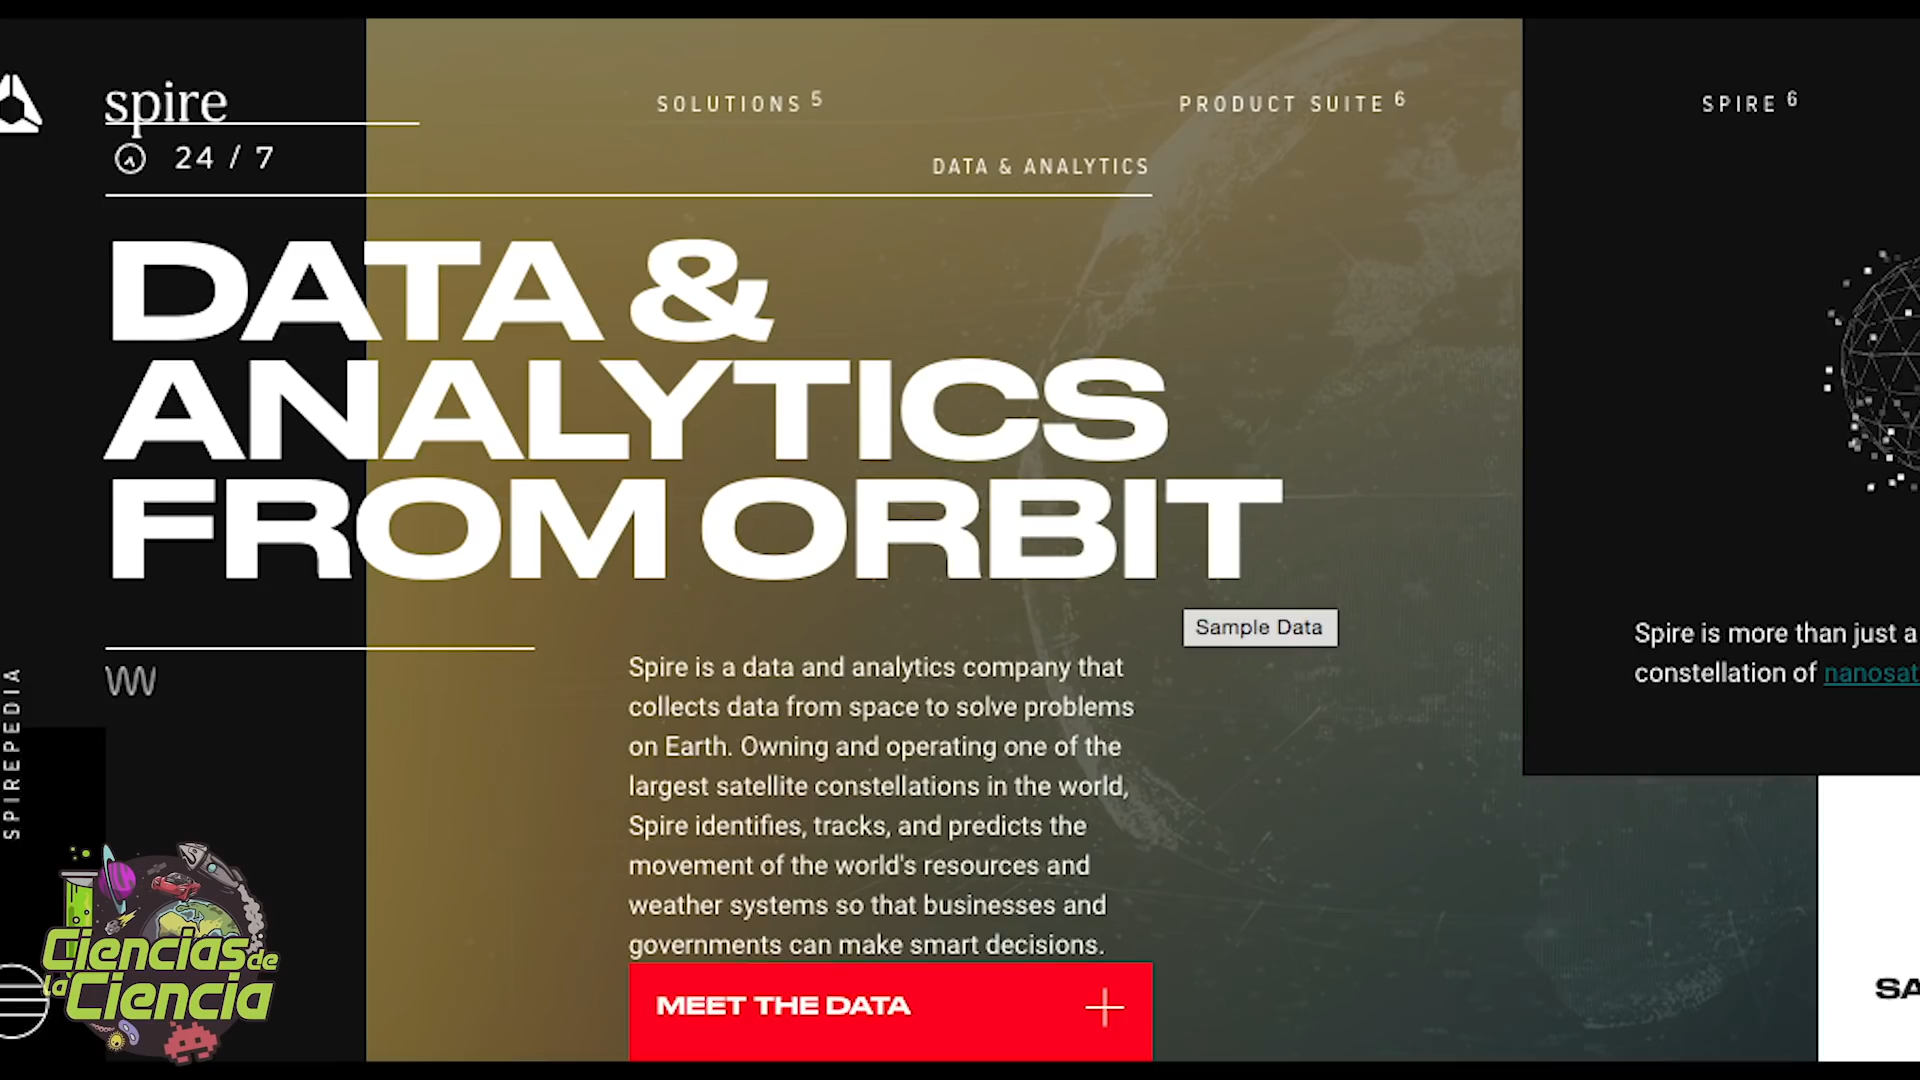 spire
SOLUTIONS 5
PRODUCT SUITE 6
SPIRE 6
24 / 7
DATA & ANALYTICS
DATA &
ANALYTICS
FROM ORBIT
Sample Data
Spire is a data and analytics company that
collects data from space to solve problems
on Earth. Owning and operating one of the
largest satellite constellations in the world,
Spire identifies, tracks, and predicts the
movement of the world's resources and
weather systems so that businesses and
governments can make smart decisions.
MEET THE DATA
Spire is more than just a
constellation of nanosat
SA
SPIREPEDIA
Ciencias de
la Ciencia